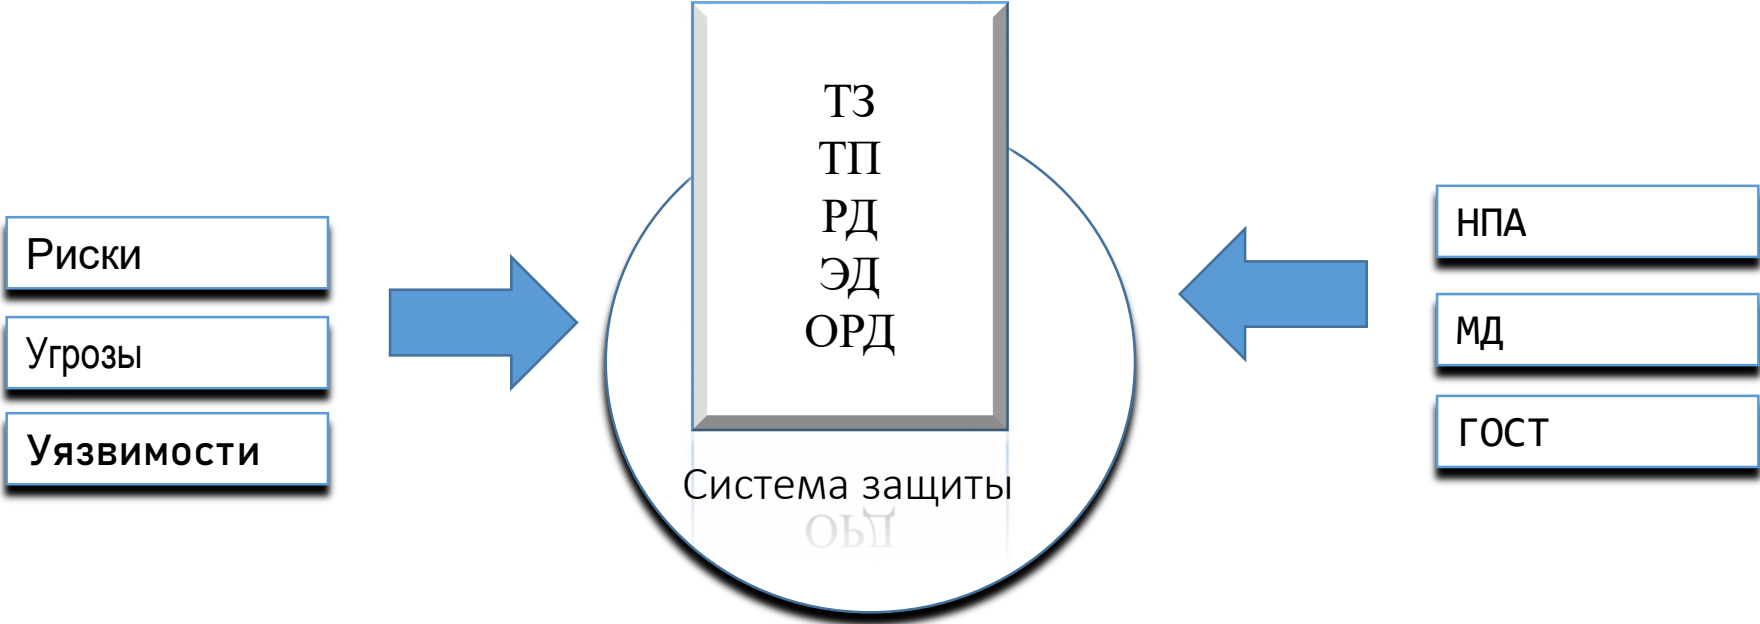 ТЗ
ТП
РД
ЭД
ОРД
Система защиты
Риски
Угрозы
Уязвимости
НПА
МД
ГОСТ